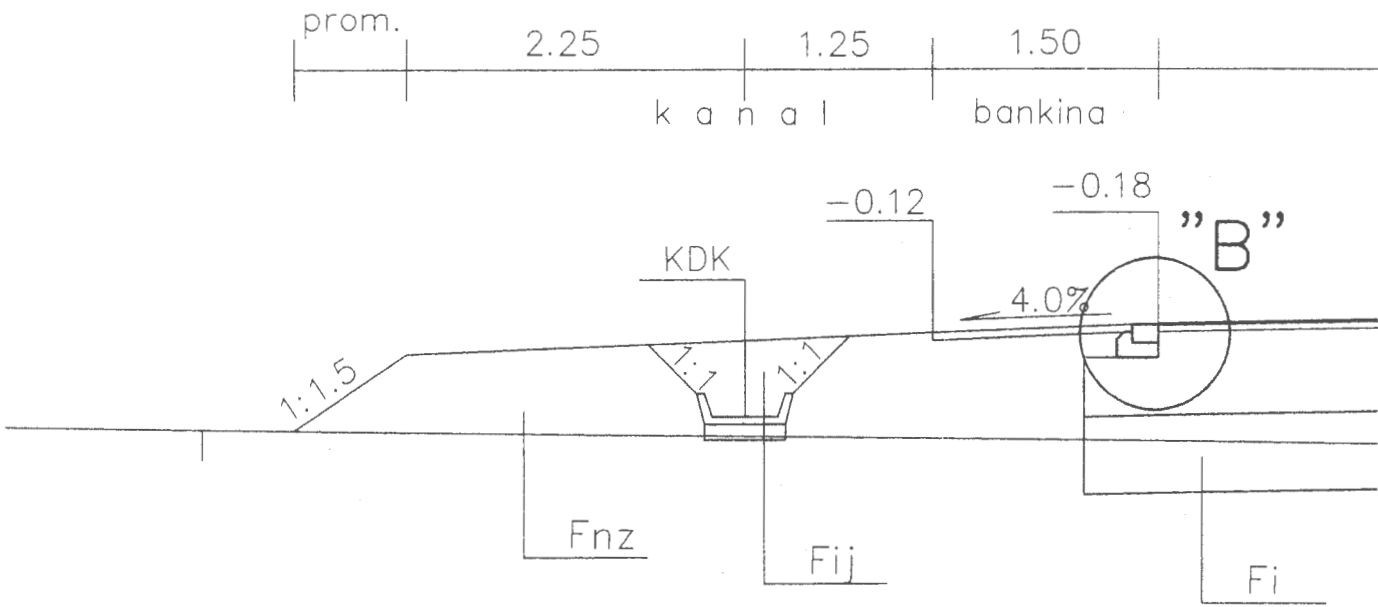 prom.
2.25
1.25
1.50
kanal
bankina
-0.12
-0.18
"B"
KDK
4.0%
1:1.5
1:1
1:1
Fnz
Fij
Fi